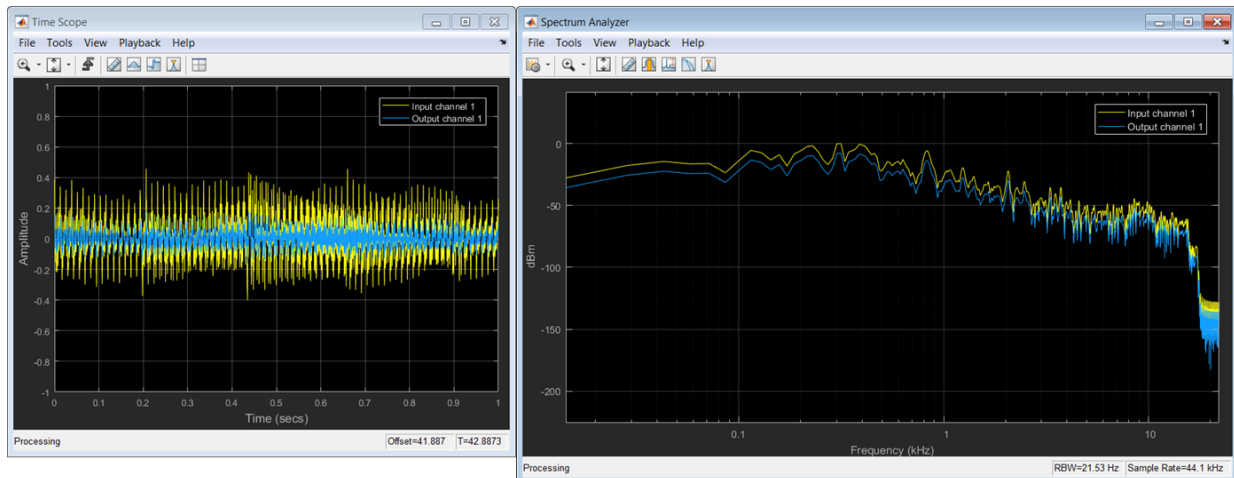 Time Scope
File Tools View Playback Help
Input channel 1
Output channel 1
1
0.8
0.6
0.4
0.2
0
-0.2
-0.4
-0.6
-0.8
-1
Amplitude
0 0.1 0.2 0.3 0.4 0.5 0.6 0.7 0.8 0.9 1
Time (secs)
Processing Offset=41.887 T=42.8873
Spectrum Analyzer
File Tools View Playback Help
Input channel 1
Output channel 1
0
-50
-100
-150
-200
dBm
0.1 1 10
Frequency (kHz)
Processing RBW=21.53 Hz Sample Rate=44.1 kHz